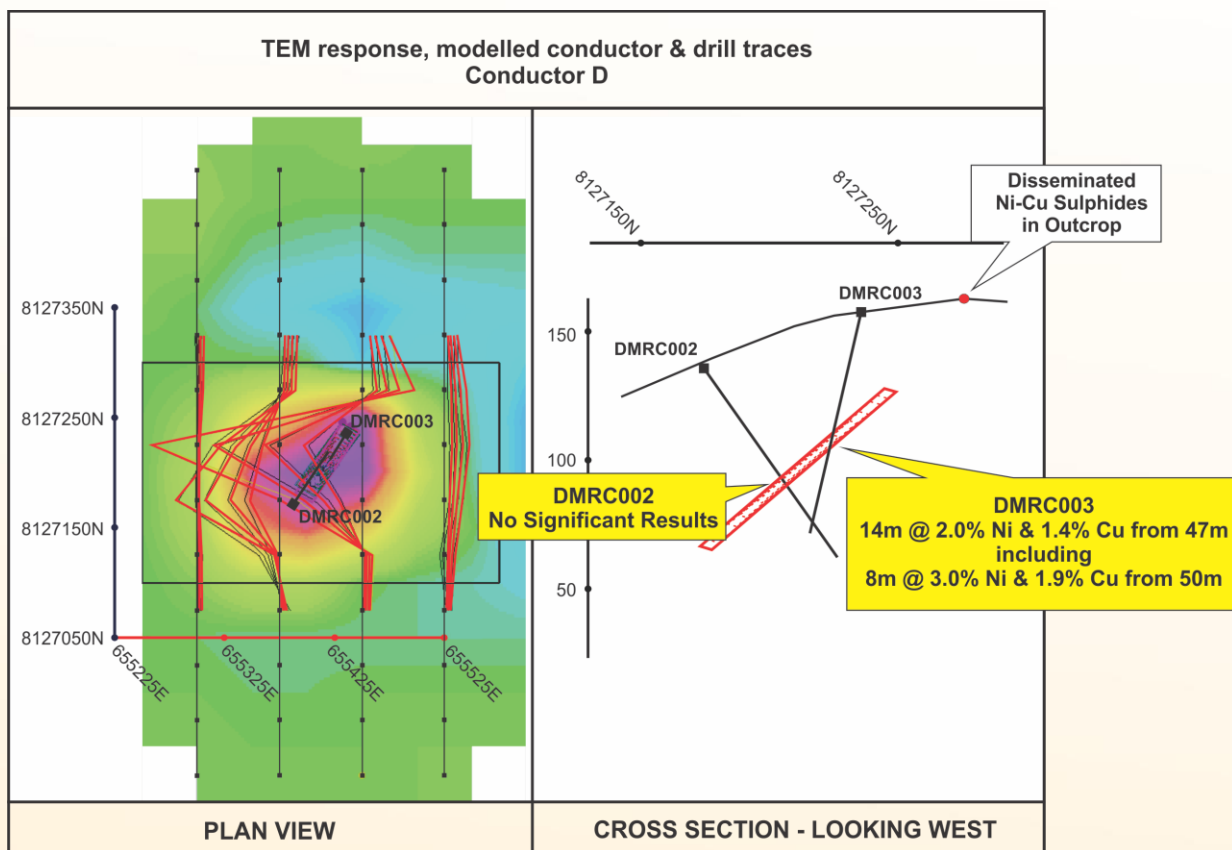 TEM response, modelled conductor & drill traces
Conductor D
8127350N
8127250N
8127150N
8127050N
655225E
655325E
655425E
655525E
DMRC003
DMRC002
PLAN VIEW
8127150N
8127250N
Disseminated
Ni-Cu Sulphides
in Outcrop
150
100
50
DMRC003
DMRC002
DMRC002
No Significant Results
DMRC003
14m @ 2.0% Ni & 1.4% Cu from 47m
including
8m @ 3.0% Ni & 1.9% Cu from 50m
CROSS SECTION - LOOKING WEST